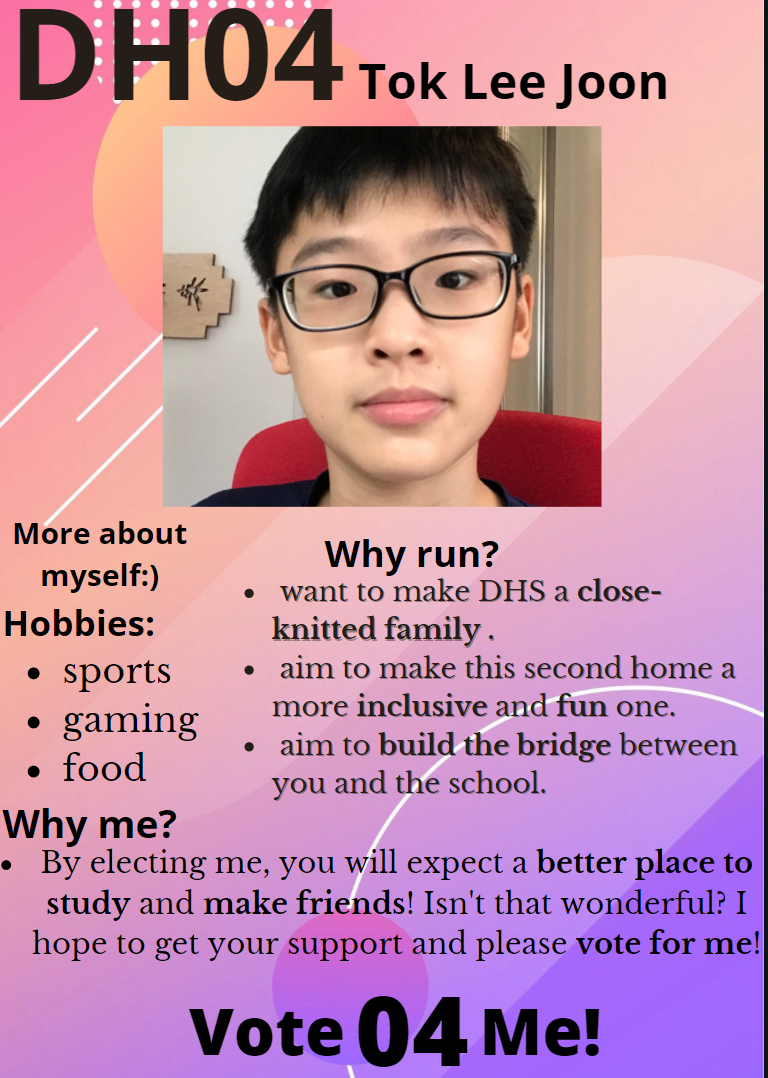 DH04 Tok Lee Joon
More about
myself:)
Hobbies:
• sports
• gaming
• food
Why run?
• want to make DHS a close-
knitted family .
• aim to make this second home a
more inclusive and fun one.
• aim to build the bridge between
you and the school.
Why me?
• By electing me, you will expect a better place to
study and make friends! Isn't that wonderful? I
hope to get your support and please vote for me!
Vote 04 Me!